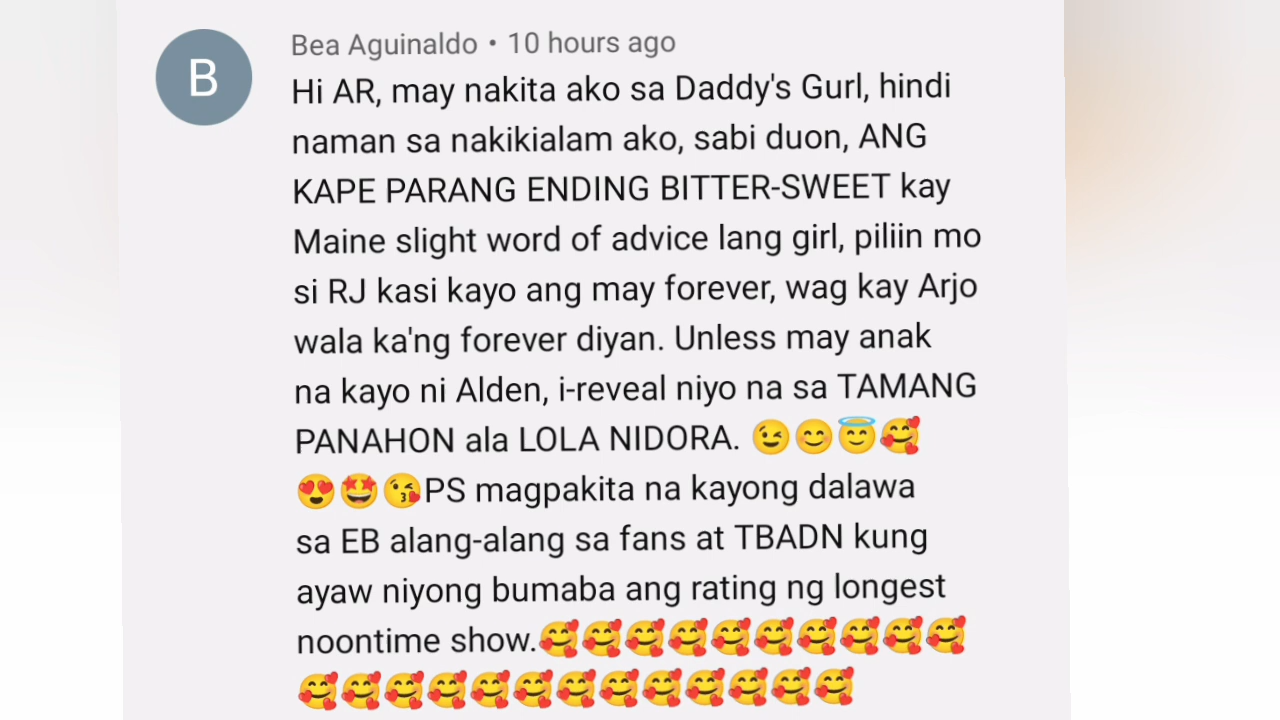 B
Bea Aguinaldo • 10 hours ago
Hi AR, may nakita ako sa Daddy's Gurl, hindi
naman sa nakikialam ako, sabi duon, ANG
KAPE PARANG ENDING BITTER-SWEET kay
Maine slight word of advice lang girl, piliin mo
si RJ kasi kayo ang may forever, wag kay Arjo
wala ka'ng forever diyan. Unless may anak
na kayo ni Alden, i-reveal niyo na sa TAMANG
PANAHON ala LOLA NIDORA. 😉😊😇🥰
😍🤩😘PS magpakita na kayong dalawa
sa EB alang-alang sa fans at TBADN kung
ayaw niyong bumaba ang rating ng longest
noontime show.🥰🥰🥰🥰🥰🥰🥰🥰🥰🥰
🥰🥰🥰🥰🥰🥰🥰🥰🥰🥰🥰🥰🥰